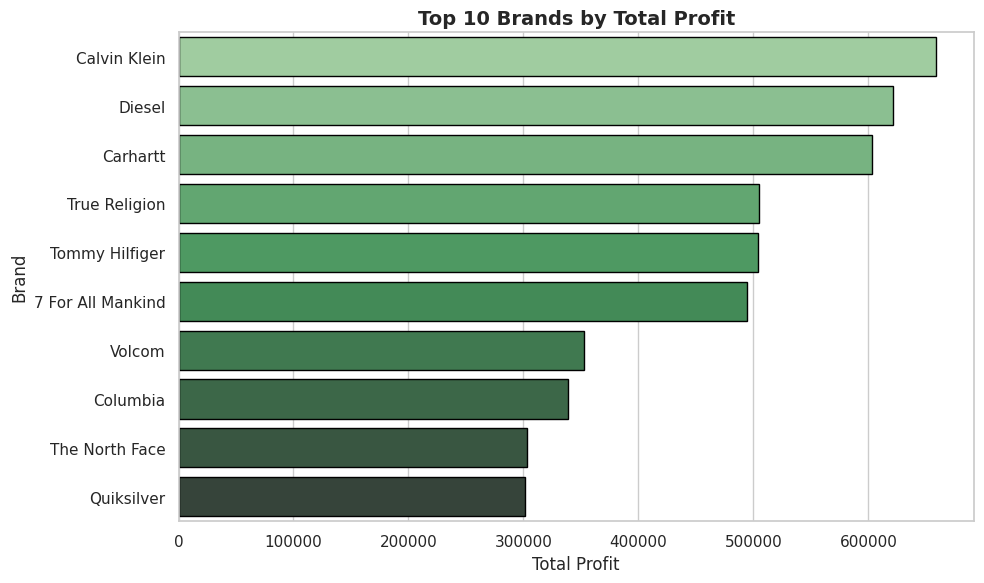 Top 10 Brands by Total Profit
Brand
Calvin Klein
Diesel
Carhartt
True Religion
Tommy Hilfiger
7 For All Mankind
Volcom
Columbia
The North Face
Quiksilver
0 100000 200000 300000 400000 500000 600000
Total Profit